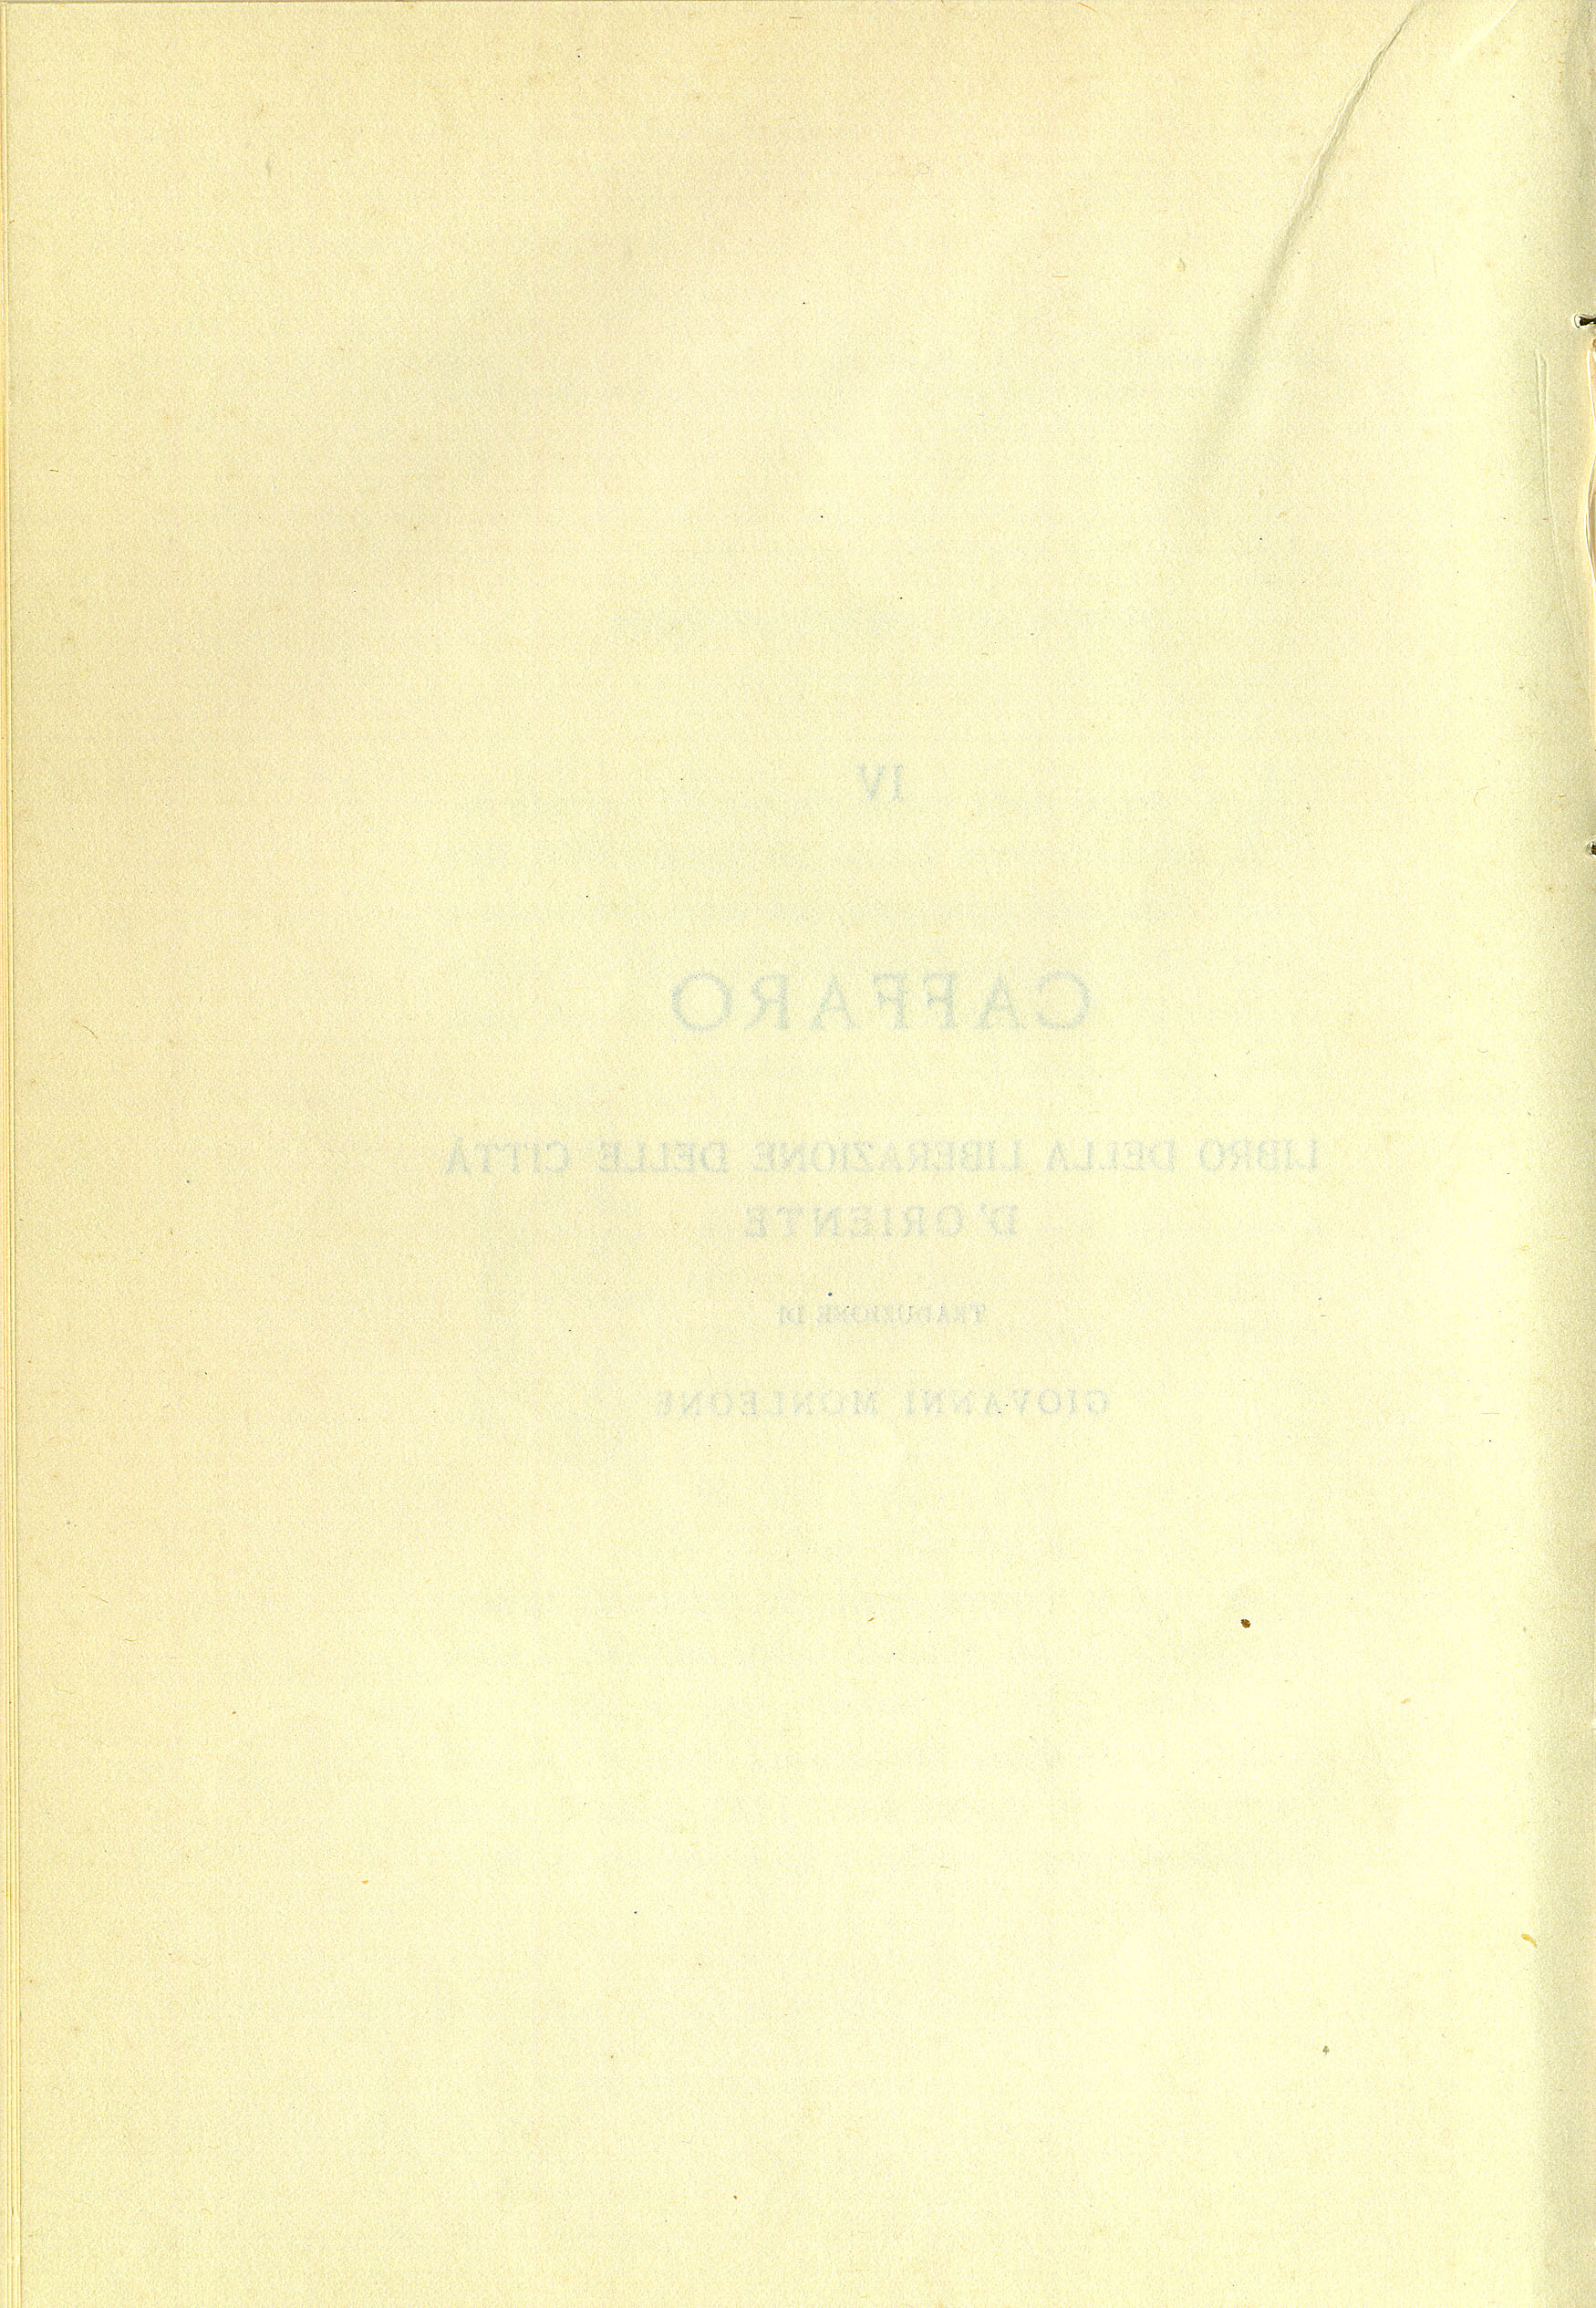 IV
CAFFARO
LIBRO DELLA LIBERAZIONE DELLE CITTÀ
D'ORIENTE
TRADUZIONE DI
GIOVANNI MONLEONE